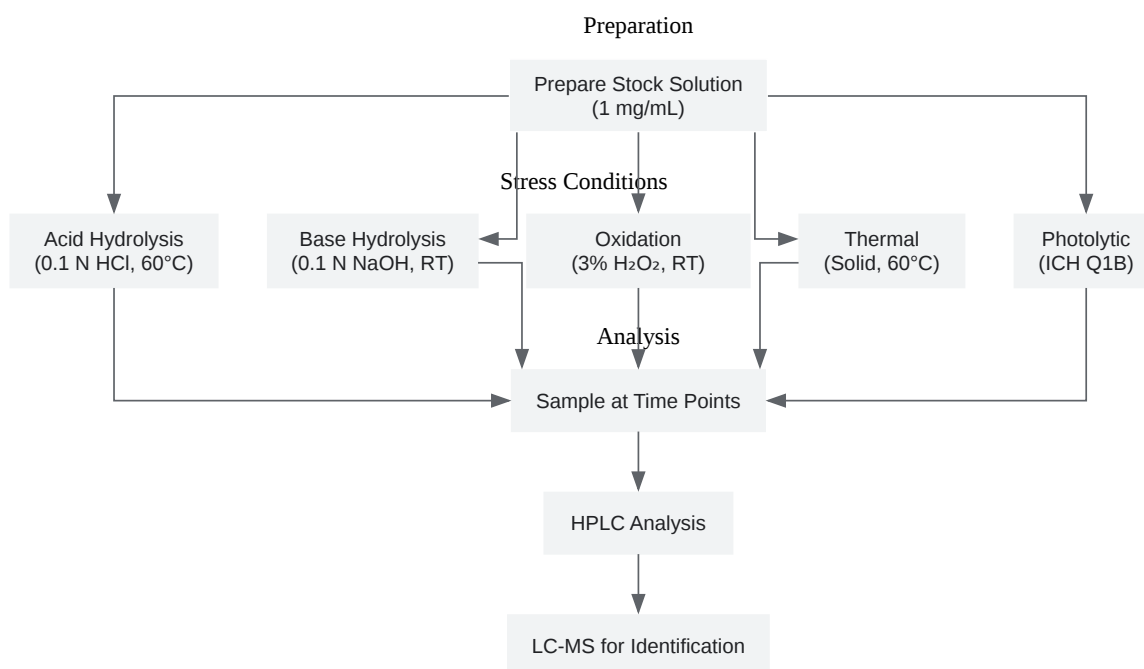 Preparation
Prepare Stock Solution
(1 mg/mL)
Stress Conditions
Acid Hydrolysis
(0.1 N HCl, 60°C)
Base Hydrolysis
(0.1 N NaOH, RT)
Oxidation
(3% H₂O₂, RT)
Thermal
(Solid, 60°C)
Photolytic
(ICH Q1B)
Analysis
Sample at Time Points
HPLC Analysis
LC-MS for Identification